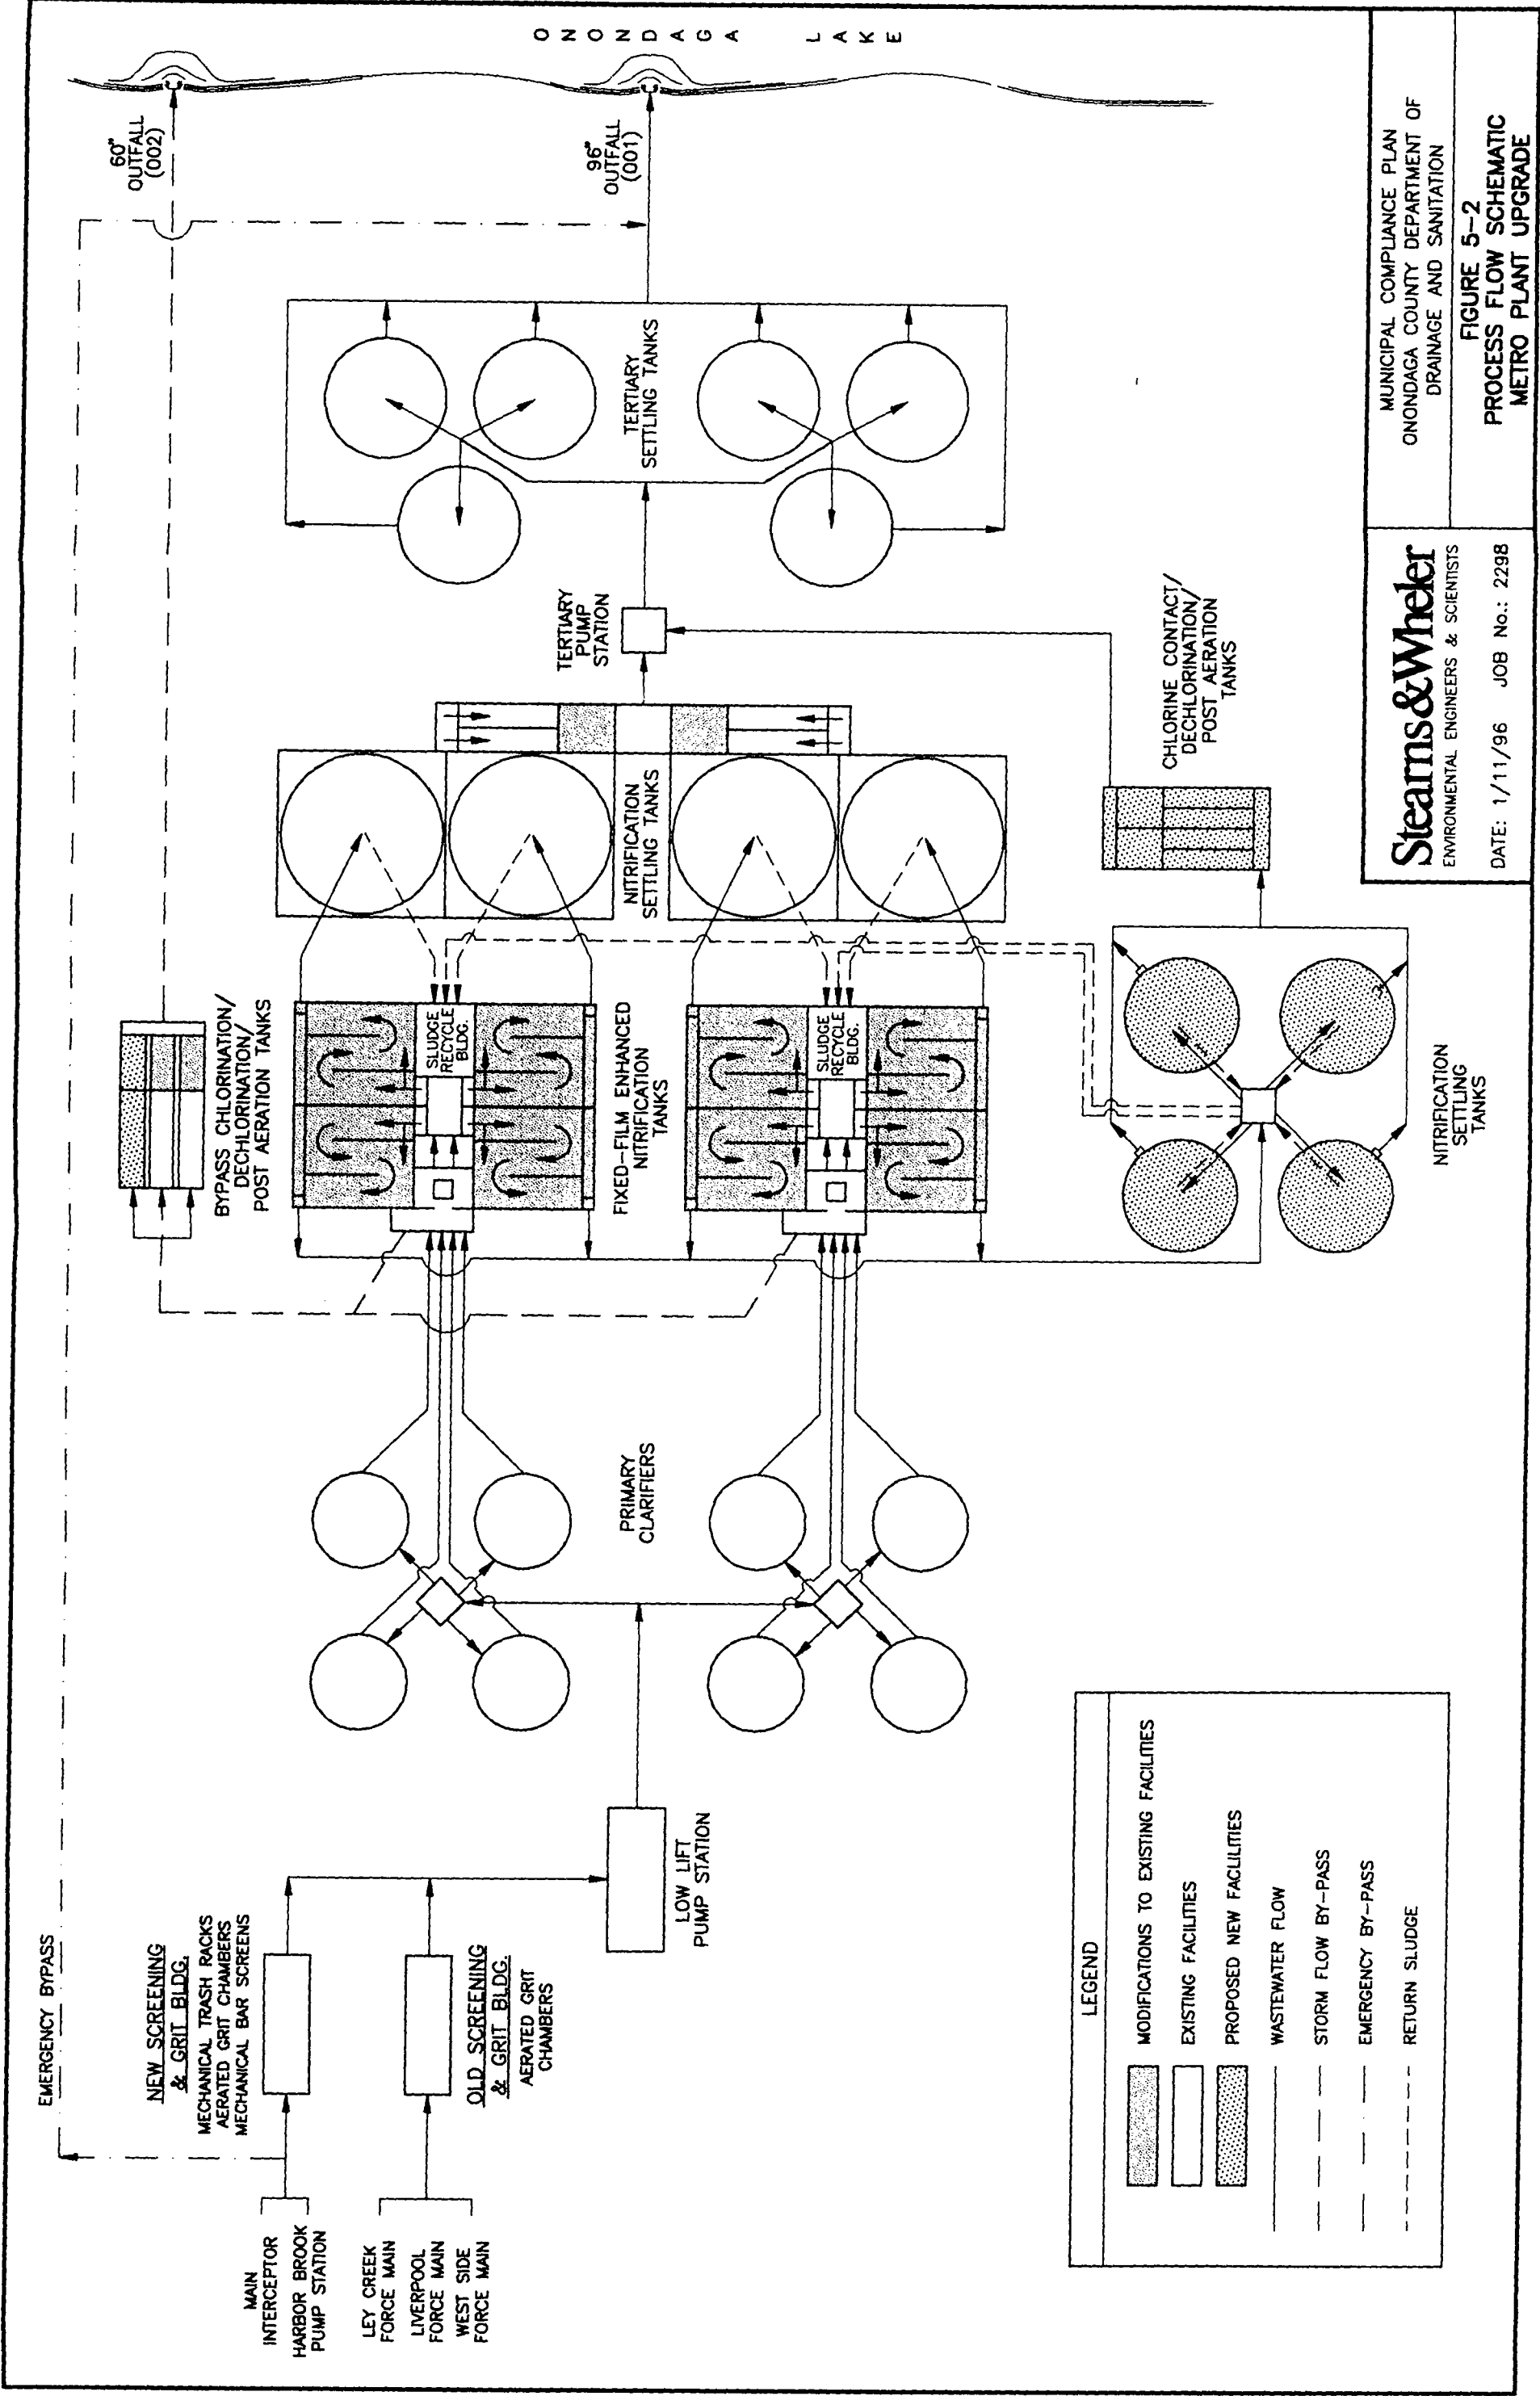 EMERGENCY BYPASS
MAIN
INTERCEPTOR
HARBOR BROOK
PUMP STATION
LEY CREEK
FORCE MAIN
LIVERPOOL
FORCE MAIN
WEST SIDE
FORCE MAIN
NEW SCREENING
& GRIT BLDG.
MECHANICAL TRASH RACKS
AERATED GRIT CHAMBERS
MECHANICAL BAR SCREENS
OLD SCREENING
& GRIT BLDG.
AERATED GRIT
CHAMBERS
LOW LIFT
PUMP STATION
PRIMARY
CLARIFIERS
BYPASS CHLORINATION/
DECHLORINATION/
POST AERATION TANKS
SLUDGE
RECYCLE
BLDG.
FIXED-FILM ENHANCED
NITRIFICATION
TANKS
SLUDGE
RECYCLE
BLDG.
NITRIFICATION
SETTLING TANKS
NITRIFICATION
SETTLING
TANKS
CHLORINE CONTACT/
DECHLORINATION/
POST AERATION
TANKS
TERTIARY
PUMP
STATION
TERTIARY
SETTLING TANKS
60"
OUTFALL
(002)
96"
OUTFALL
(001)
ONONDAGA LAKE
LEGEND
MODIFICATIONS TO EXISTING FACILITIES
EXISTING FACILITIES
PROPOSED NEW FACLILITIES
WASTEWATER FLOW
STORM FLOW BY-PASS
EMERGENCY BY-PASS
RETURN SLUDGE
Stearns&Wheler
ENVIRONMENTAL ENGINEERS & SCIENTISTS
DATE: 1/11/96 JOB No.: 2298
MUNICIPAL COMPLIANCE PLAN
ONONDAGA COUNTY DEPARTMENT OF
DRAINAGE AND SANITATION
FIGURE 5-2
PROCESS FLOW SCHEMATIC
METRO PLANT UPGRADE